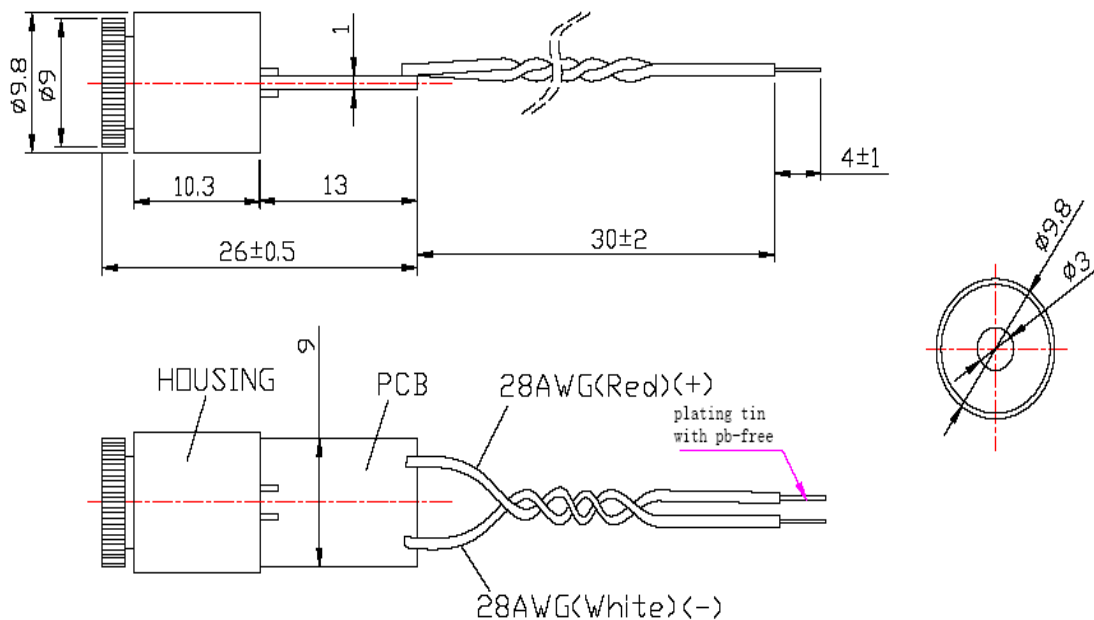 Ø9.8
Ø9
1
10.3
13
4±1
26±0.5
30±2
Ø9.8
Ø3
9
HOUSING
PCB
28AWG(Red)(+)
plating tin
with pb-free
28AWG(White)(-)